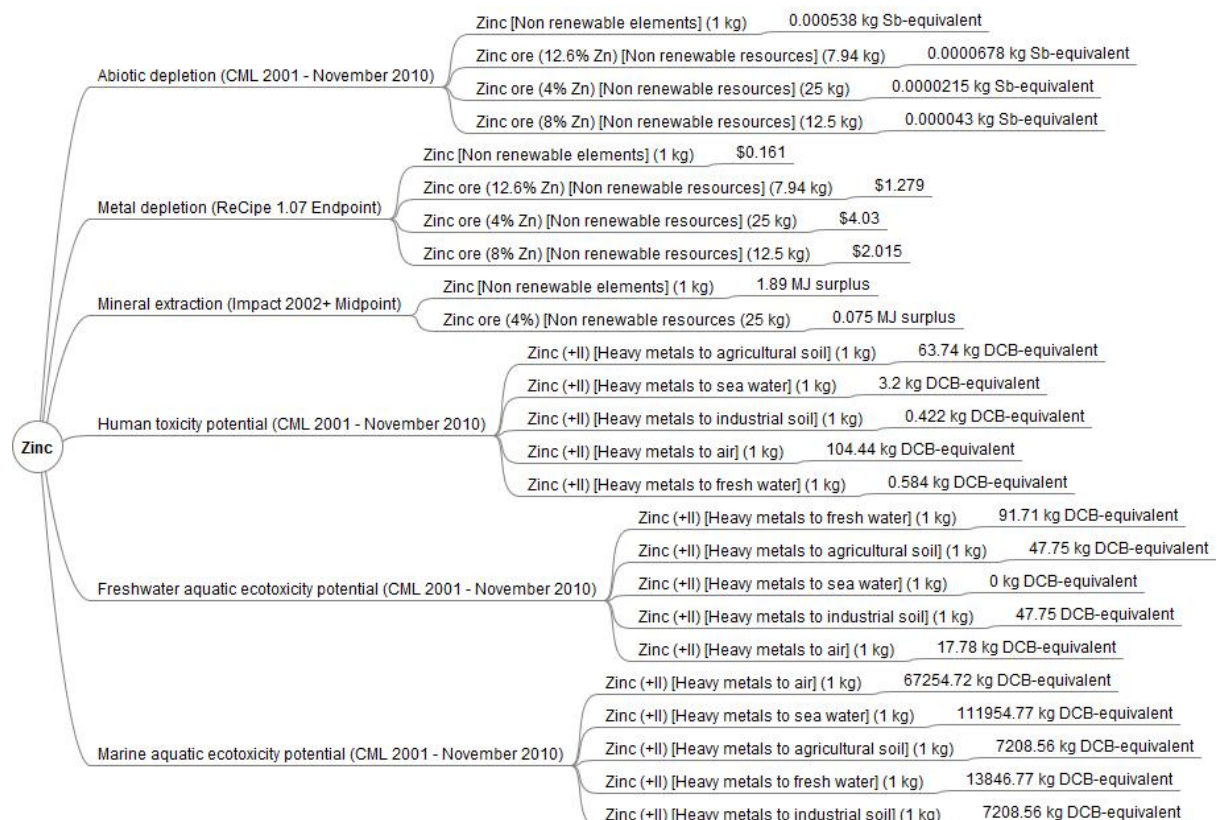 Zinc
Abiotic depletion (CML 2001 - November 2010)
Zinc [Non renewable elements] (1 kg) 0.000538 kg Sb-equivalent
Zinc ore (12.6% Zn) [Non renewable resources] (7.94 kg) 0.0000678 kg Sb-equivalent
Zinc ore (4% Zn) [Non renewable resources] (25 kg) 0.0000215 kg Sb-equivalent
Zinc ore (8% Zn) [Non renewable resources] (12.5 kg) 0.000043 kg Sb-equivalent
Metal depletion (ReCipe 1.07 Endpoint)
Zinc [Non renewable elements] (1 kg) $0.161
Zinc ore (12.6% Zn) [Non renewable resources] (7.94 kg) $1.279
Zinc ore (4% Zn) [Non renewable resources] (25 kg) $4.03
Zinc ore (8% Zn) [Non renewable resources] (12.5 kg) $2.015
Mineral extraction (Impact 2002+ Midpoint)
Zinc [Non renewable elements] (1 kg) 1.89 MJ surplus
Zinc ore (4%) [Non renewable resources (25 kg) 0.075 MJ surplus
Human toxicity potential (CML 2001 - November 2010)
Zinc (+II) [Heavy metals to agricultural soil] (1 kg) 63.74 kg DCB-equivalent
Zinc (+II) [Heavy metals to sea water] (1 kg) 3.2 kg DCB-equivalent
Zinc (+II) [Heavy metals to industrial soil] (1 kg) 0.422 kg DCB-equivalent
Zinc (+II) [Heavy metals to air] (1 kg) 104.44 kg DCB-equivalent
Zinc (+II) [Heavy metals to fresh water] (1 kg) 0.584 kg DCB-equivalent
Freshwater aquatic ecotoxicity potential (CML 2001 - November 2010)
Zinc (+II) [Heavy metals to fresh water] (1 kg) 91.71 kg DCB-equivalent
Zinc (+II) [Heavy metals to agricultural soil] (1 kg) 47.75 kg DCB-equivalent
Zinc (+II) [Heavy metals to sea water] (1 kg) 0 kg DCB-equivalent
Zinc (+II) [Heavy metals to industrial soil] (1 kg) 47.75 kg DCB-equivalent
Zinc (+II) [Heavy metals to air] (1 kg) 17.78 kg DCB-equivalent
Marine aquatic ecotoxicity potential (CML 2001 - November 2010)
Zinc (+II) [Heavy metals to air] (1 kg) 67254.72 kg DCB-equivalent
Zinc (+II) [Heavy metals to sea water] (1 kg) 111954.77 kg DCB-equivalent
Zinc (+II) [Heavy metals to agricultural soil] (1 kg) 7208.56 kg DCB-equivalent
Zinc (+II) [Heavy metals to fresh water] (1 kg) 13846.77 kg DCB-equivalent
Zinc (+II) [Heavy metals to industrial soil] (1 kg) 7208.56 kg DCB-equivalent